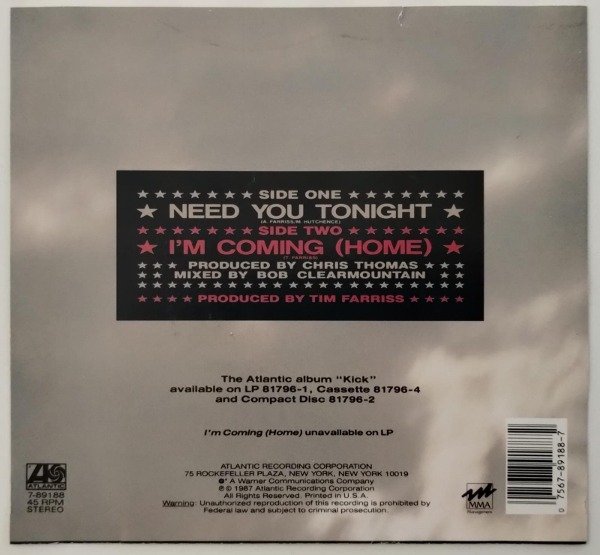 ★ ★ ★ ★ ★ ★ ★ SIDE ONE ★ ★ ★ ★ ★ ★ ★
★ NEED YOU TONIGHT ★
(A. FARRISS/M. HUTCHENCE)
★ ★ ★ ★ ★ ★ ★ SIDE TWO ★ ★ ★ ★ ★ ★ ★
★ I'M COMING (HOME) ★
(T. FARRISS)
★ ★ ★ PRODUCED BY CHRIS THOMAS ★ ★ ★
★ ★ MIXED BY BOB CLEARMOUNTAIN ★ ★
★ ★ ★ ★ PRODUCED BY TIM FARRISS ★ ★ ★ ★
The Atlantic album "Kick"
available on LP 81796-1, Cassette 81796-4
and Compact Disc 81796-2
I'm Coming (Home) unavailable on LP
ATLANTIC
7-89188
45 RPM
STEREO
ATLANTIC RECORDING CORPORATION
75 ROCKEFELLER PLAZA, NEW YORK, NEW YORK 10019
A Warner Communications Company
℗ © 1987 Atlantic Recording Corporation
All Rights Reserved. Printed in U.S.A.
Warning: Unauthorized reproduction of this recording is prohibited by
Federal law and subject to criminal prosecution.
MMA
Management
0 7567-89188-7